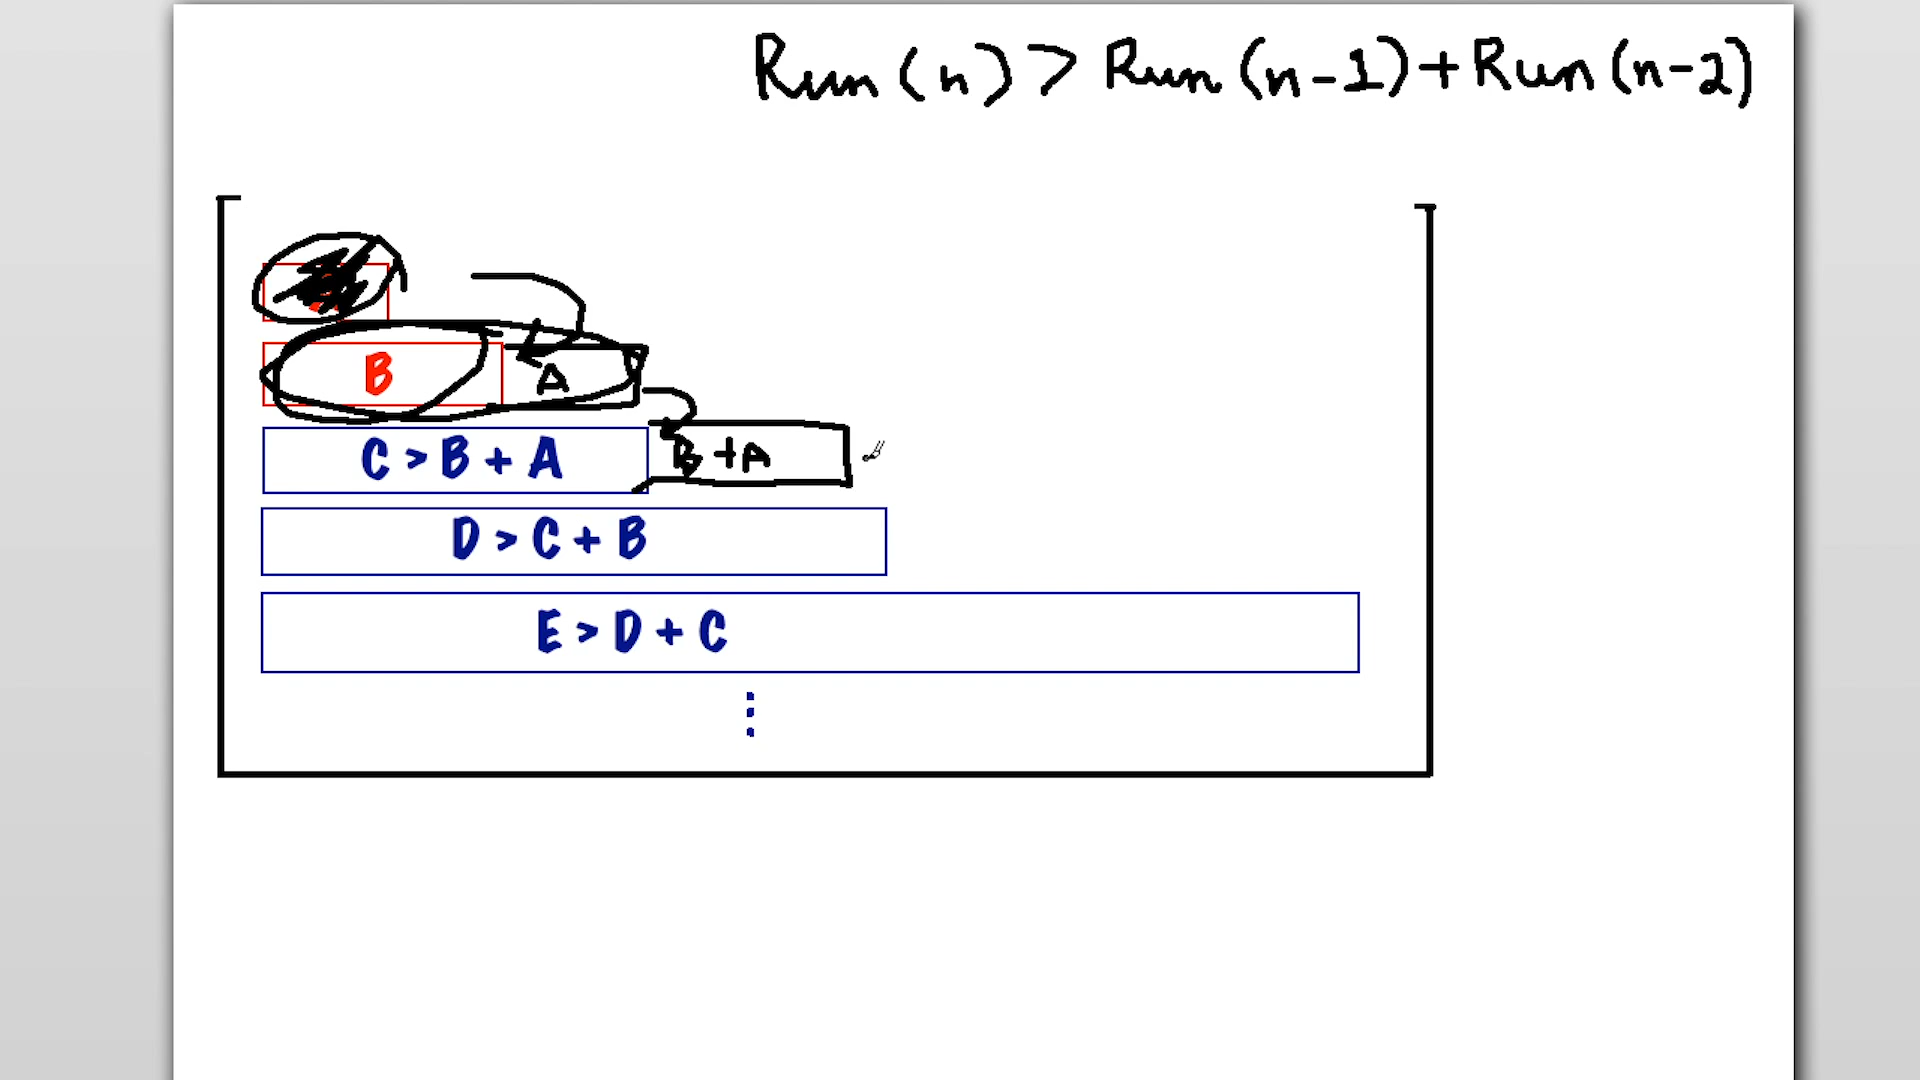 Run(n) > Run(n-1)+Run(n-2)
B A
C > B + A B+A
D > C + B
E > D + C